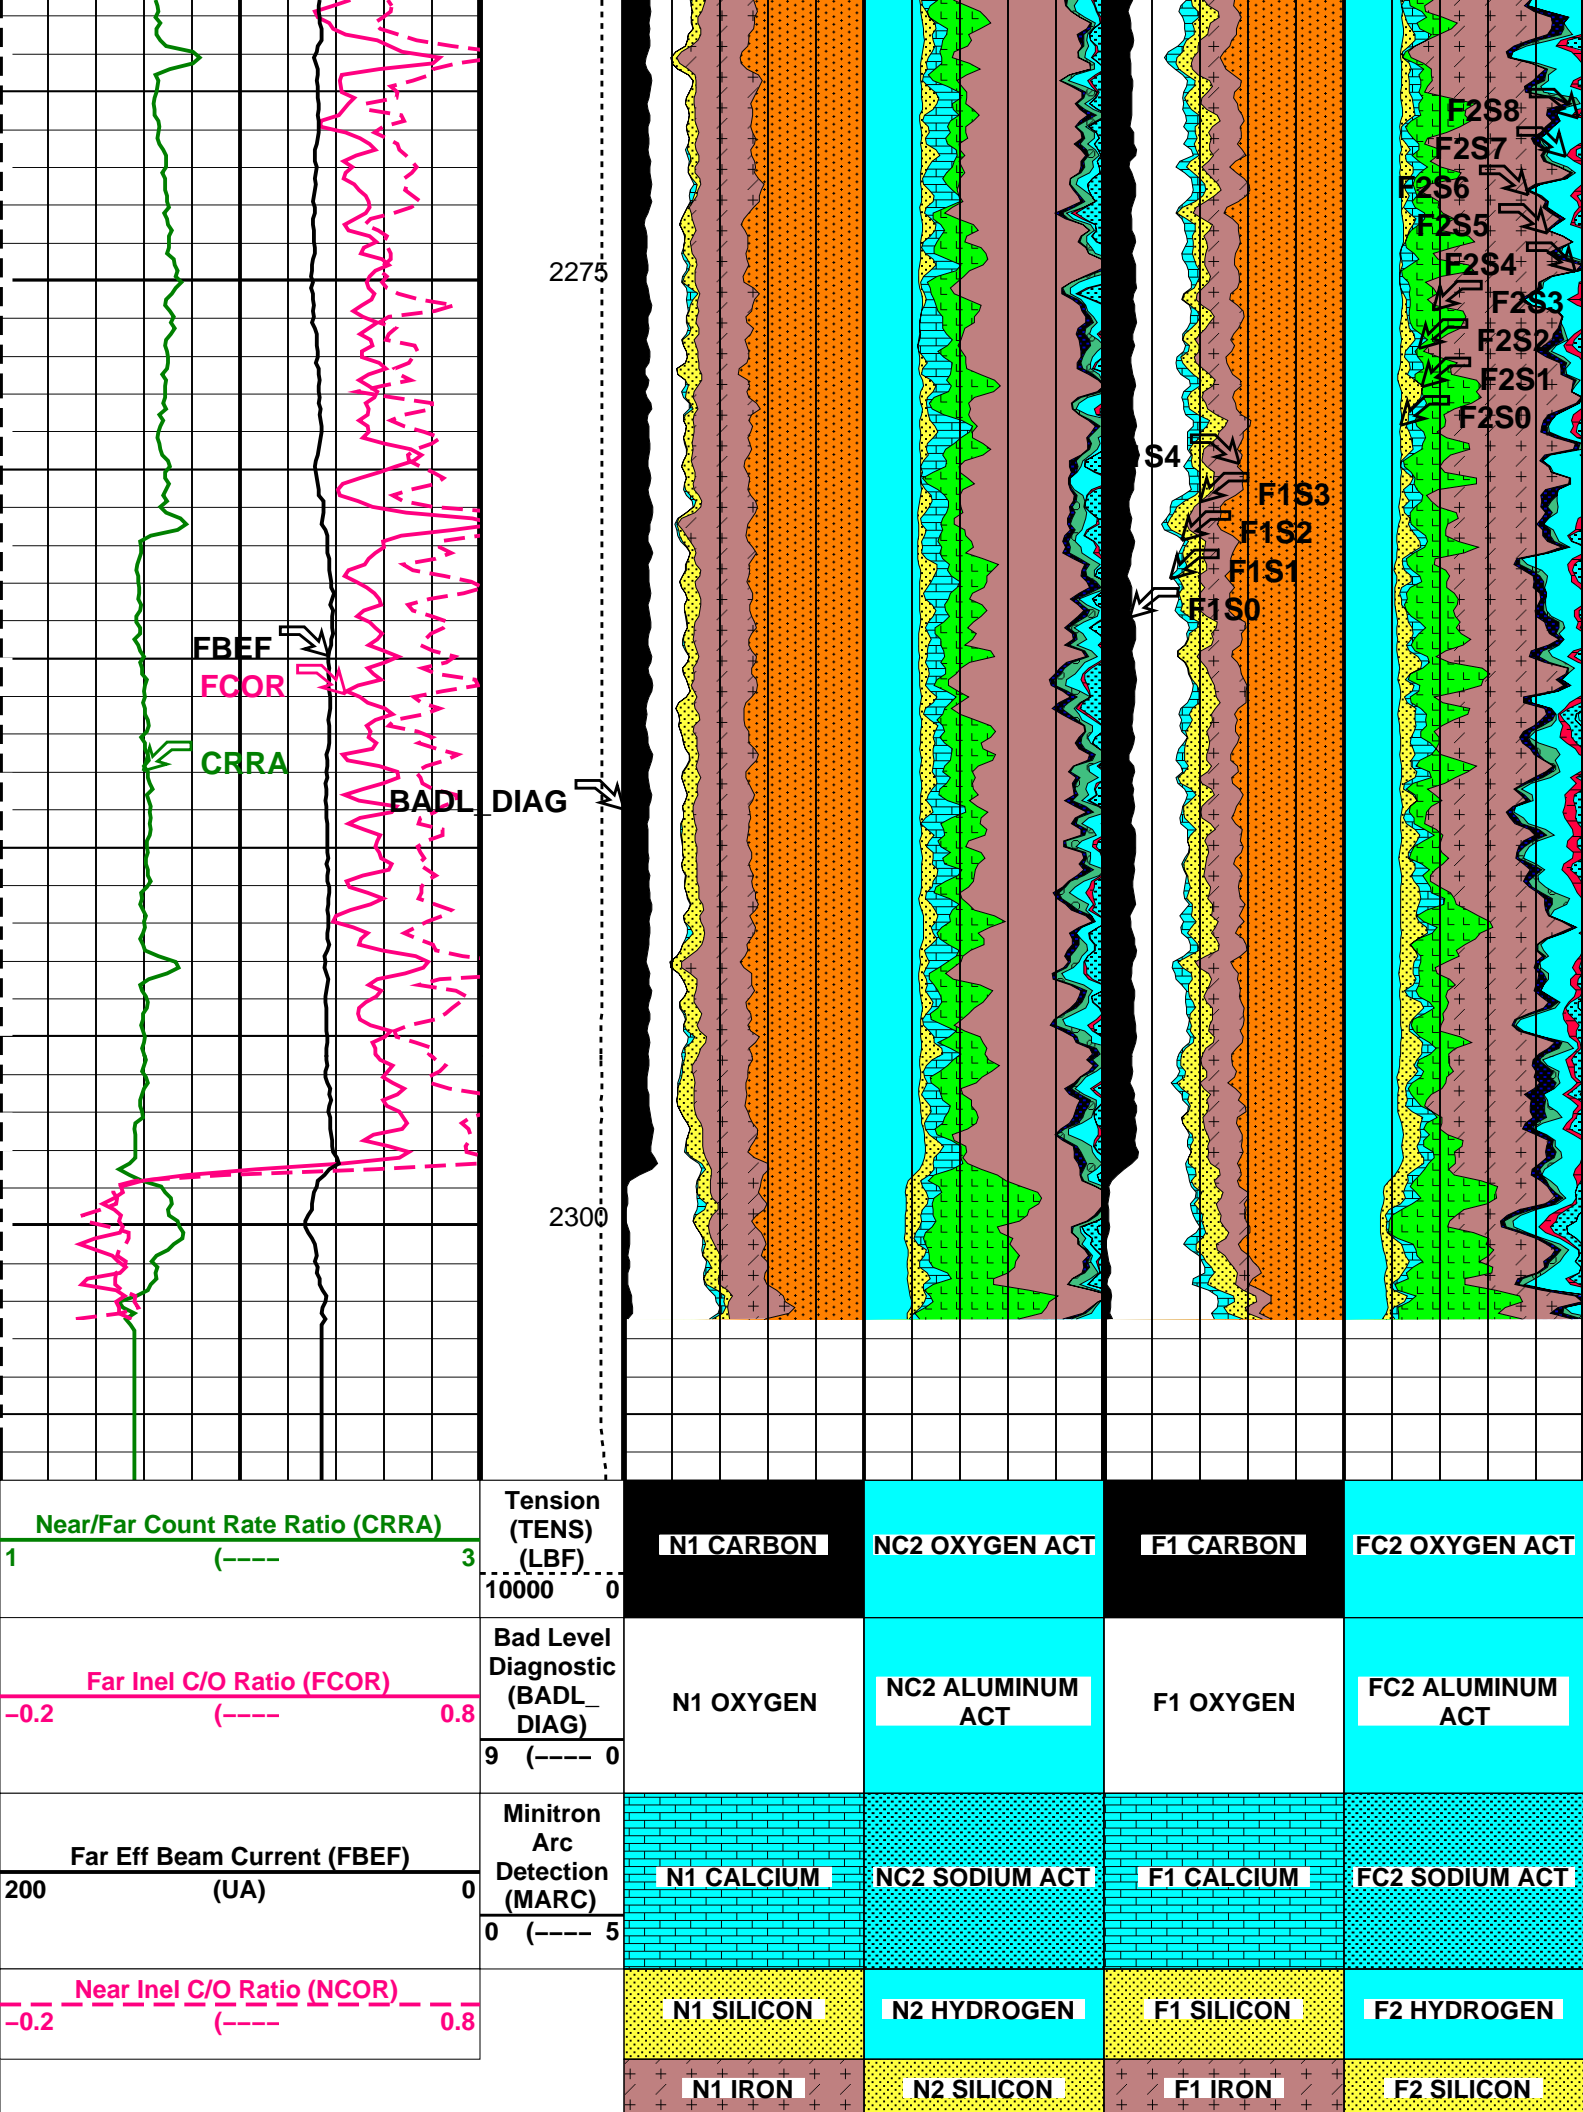 F2S8
F2S7
F2S6
F2S5
2275
F2S4
F2S3
F2S2
F2S1
F2S0
S4
F1S3
F1S2
F1S1
F1S0
FBEF
FCOR
CRRA
BADL_DIAG
2300
Near/Far Count Rate Ratio (CRRA)
1 (---- 3
Tension
(TENS)
(LBF)
10000 0
N1 CARBON
NC2 OXYGEN ACT
F1 CARBON
FC2 OXYGEN ACT
Far Inel C/O Ratio (FCOR)
-0.2 (---- 0.8
Bad Level
Diagnostic
(BADL_
DIAG)
9 (---- 0
N1 OXYGEN
NC2 ALUMINUM
ACT
F1 OXYGEN
FC2 ALUMINUM
ACT
Far Eff Beam Current (FBEF)
200 (UA) 0
Minitron
Arc
Detection
(MARC)
0 (---- 5
N1 CALCIUM
NC2 SODIUM ACT
F1 CALCIUM
FC2 SODIUM ACT
Near Inel C/O Ratio (NCOR)
-0.2 (---- 0.8
N1 SILICON
N2 HYDROGEN
F1 SILICON
F2 HYDROGEN
N1 IRON
N2 SILICON
F1 IRON
F2 SILICON